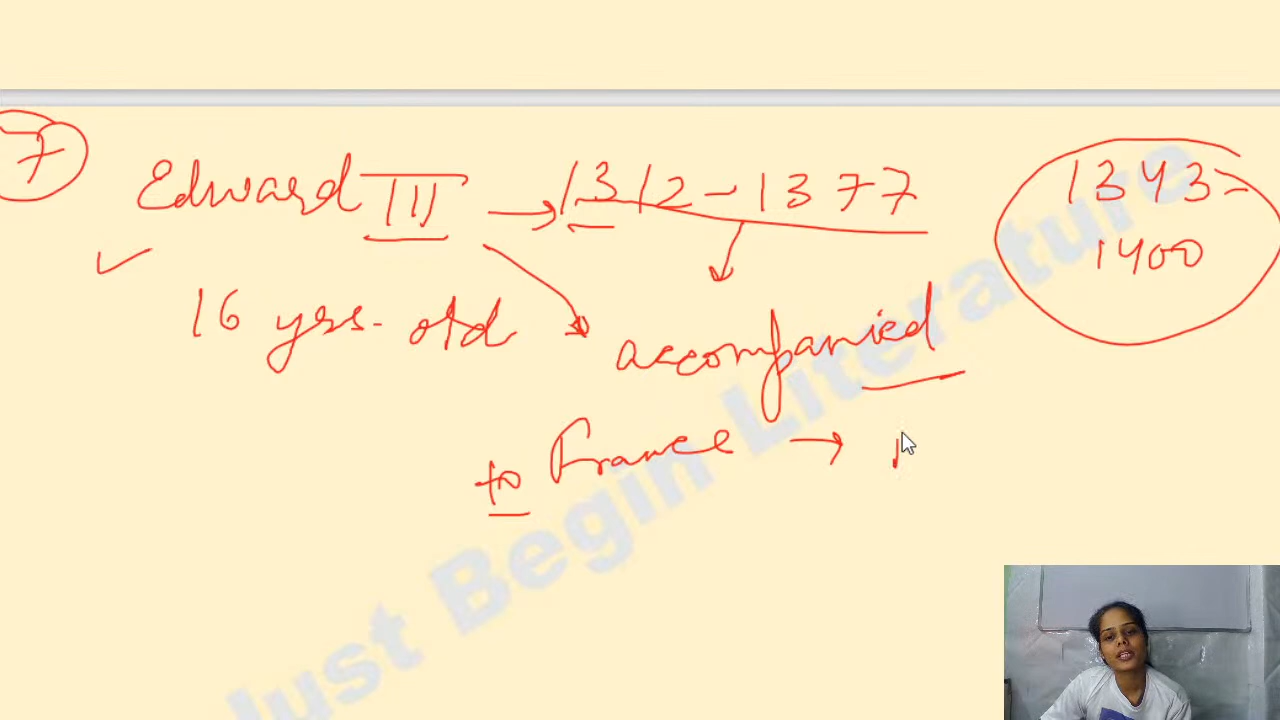 7
Edward III → 1312-1377
1343-
1400
16 yrs. old
accompanied
to France →
Just Begin Literature